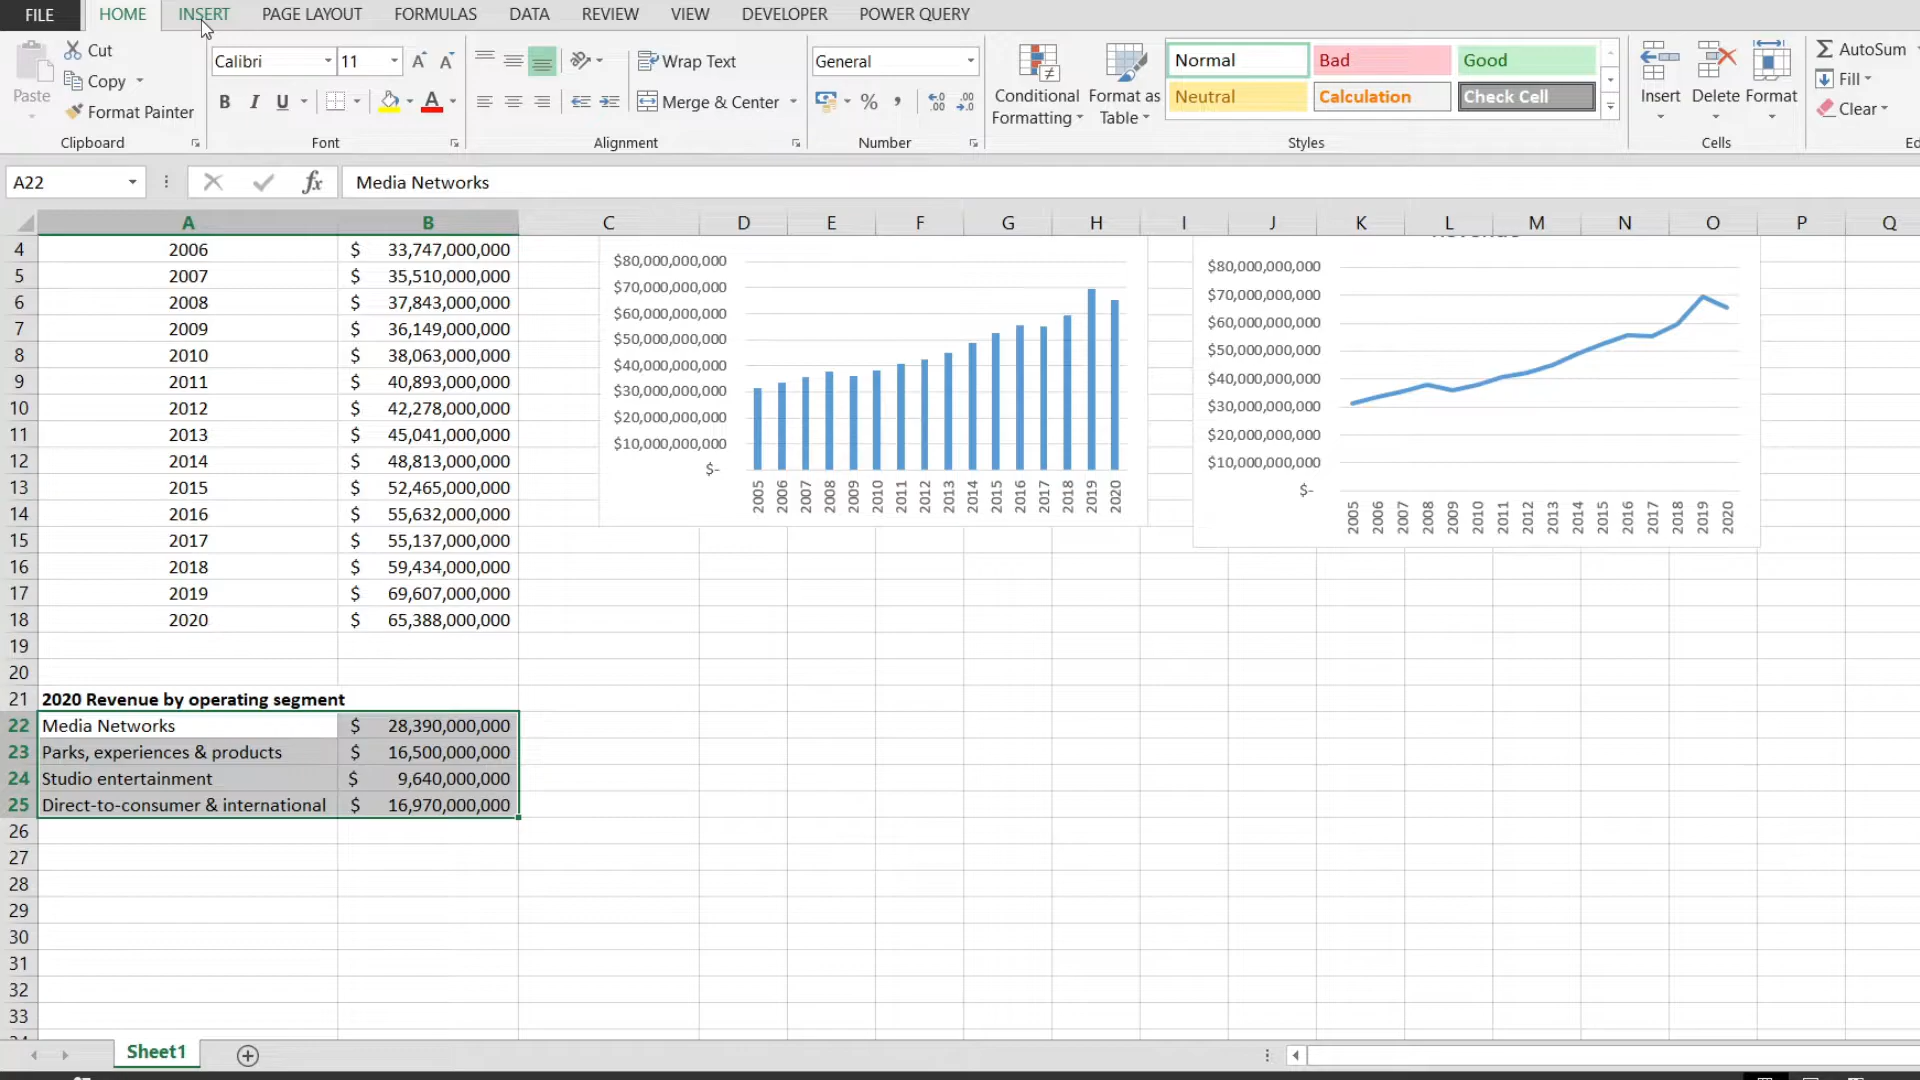 FILE HOME INSERT PAGE LAYOUT FORMULAS DATA REVIEW VIEW DEVELOPER POWER QUERY
Paste
Cut
Copy
Format Painter
Clipboard
Calibri 11
B I U
Font
Wrap Text
Merge & Center
Alignment
General
%
Number
Conditional
Formatting
Format as
Table
Normal Bad Good
Neutral Calculation Check Cell
Styles
Insert Delete Format
Cells
AutoSum
Fill
Clear
A22 fx Media Networks
A B C D E F G H I J K L M N O P Q
4 2006 $ 33,747,000,000
5 2007 $ 35,510,000,000
6 2008 $ 37,843,000,000
7 2009 $ 36,149,000,000
8 2010 $ 38,063,000,000
9 2011 $ 40,893,000,000
10 2012 $ 42,278,000,000
11 2013 $ 45,041,000,000
12 2014 $ 48,813,000,000
13 2015 $ 52,465,000,000
14 2016 $ 55,632,000,000
15 2017 $ 55,137,000,000
16 2018 $ 59,434,000,000
17 2019 $ 69,607,000,000
18 2020 $ 65,388,000,000
19
20
21 2020 Revenue by operating segment
22 Media Networks $ 28,390,000,000
23 Parks, experiences & products $ 16,500,000,000
24 Studio entertainment $ 9,640,000,000
25 Direct-to-consumer & international $ 16,970,000,000
26
27
28
29
30
31
32
33
$80,000,000,000
$70,000,000,000
$60,000,000,000
$50,000,000,000
$40,000,000,000
$30,000,000,000
$20,000,000,000
$10,000,000,000
$-
2005 2006 2007 2008 2009 2010 2011 2012 2013 2014 2015 2016 2017 2018 2019 2020
$80,000,000,000
$70,000,000,000
$60,000,000,000
$50,000,000,000
$40,000,000,000
$30,000,000,000
$20,000,000,000
$10,000,000,000
$-
2005 2006 2007 2008 2009 2010 2011 2012 2013 2014 2015 2016 2017 2018 2019 2020
Sheet1